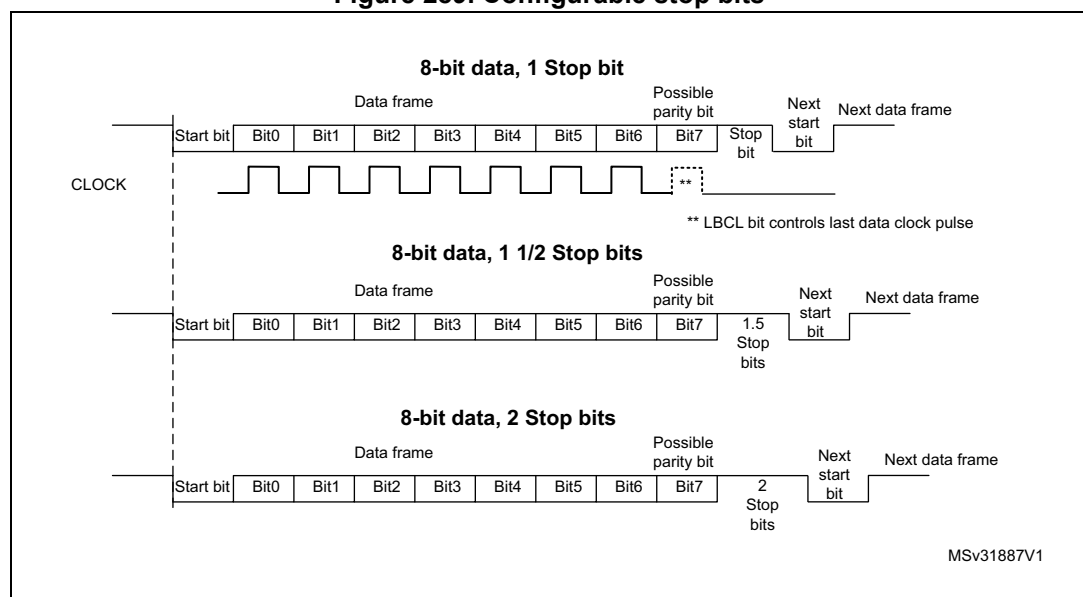 8-bit data, 1 Stop bit
Data frame
Possible
parity bit
Next
start
bit
Next data frame
Start bit Bit0 Bit1 Bit2 Bit3 Bit4 Bit5 Bit6 Bit7 Stop
bit
CLOCK
**
** LBCL bit controls last data clock pulse
8-bit data, 1 1/2 Stop bits
Data frame
Possible
parity bit
Next
start
bit
Next data frame
Start bit Bit0 Bit1 Bit2 Bit3 Bit4 Bit5 Bit6 Bit7 1.5
Stop
bits
8-bit data, 2 Stop bits
Data frame
Possible
parity bit
Next
start
bit
Next data frame
Start bit Bit0 Bit1 Bit2 Bit3 Bit4 Bit5 Bit6 Bit7 2
Stop
bits
MSv31887V1